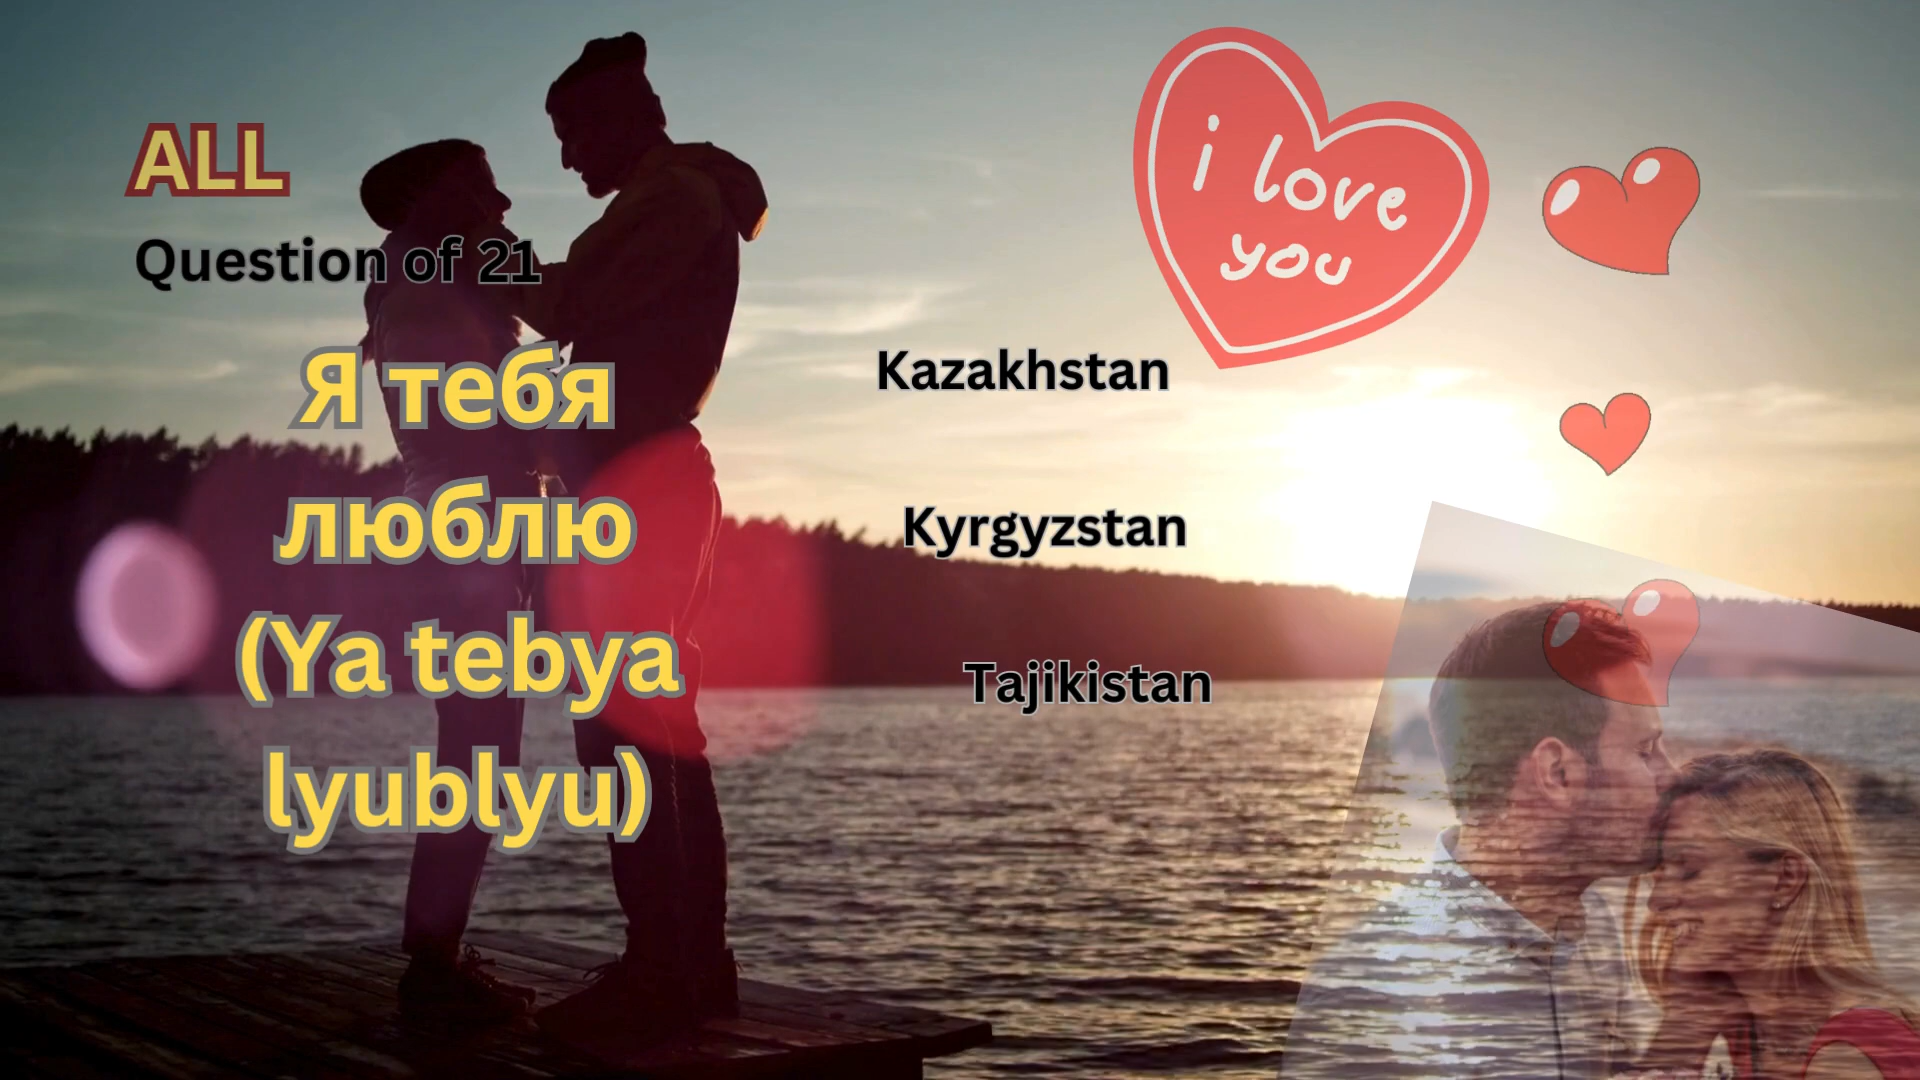 ALL
Question of 21
Я тебя
люблю
(Ya tebya
lyublyu)
i love
you
Kazakhstan
Kyrgyzstan
Tajikistan